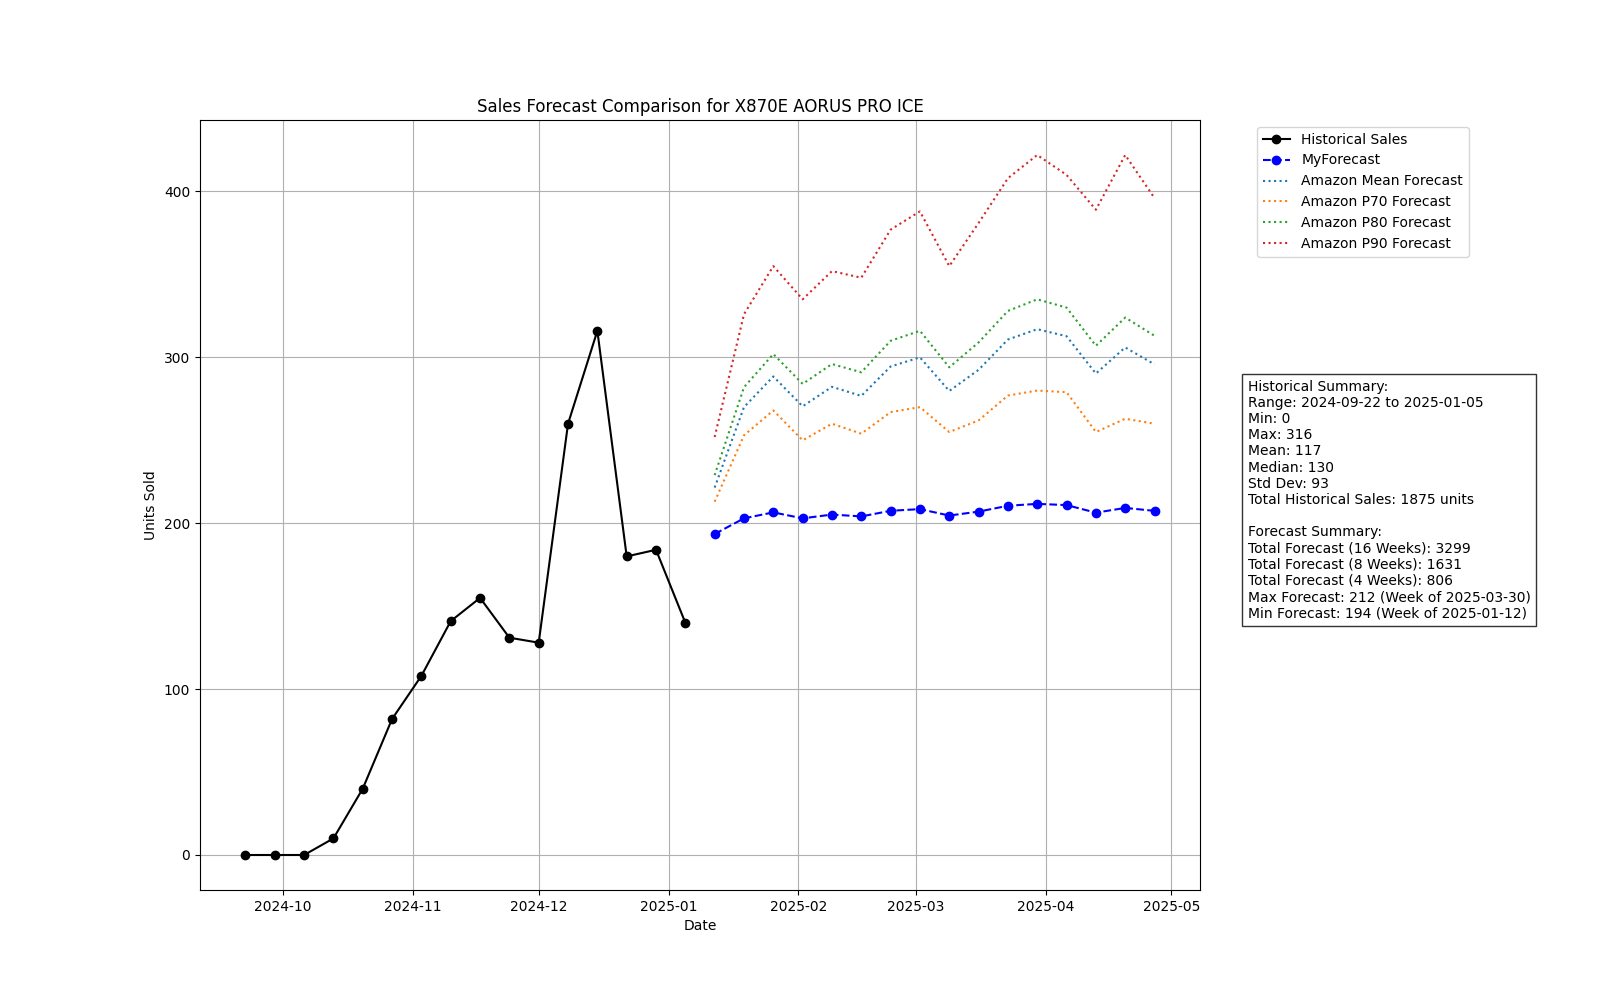 Sales Forecast Comparison for X870E AORUS PRO ICE
Historical Sales
MyForecast
Amazon Mean Forecast
Amazon P70 Forecast
Amazon P80 Forecast
Amazon P90 Forecast
400
300
200
100
0
Units Sold
2024-10
2024-11
2024-12
2025-01
2025-02
2025-03
2025-04
2025-05
Date
Historical Summary:
Range: 2024-09-22 to 2025-01-05
Min: 0
Max: 316
Mean: 117
Median: 130
Std Dev: 93
Total Historical Sales: 1875 units
Forecast Summary:
Total Forecast (16 Weeks): 3299
Total Forecast (8 Weeks): 1631
Total Forecast (4 Weeks): 806
Max Forecast: 212 (Week of 2025-03-30)
Min Forecast: 194 (Week of 2025-01-12)